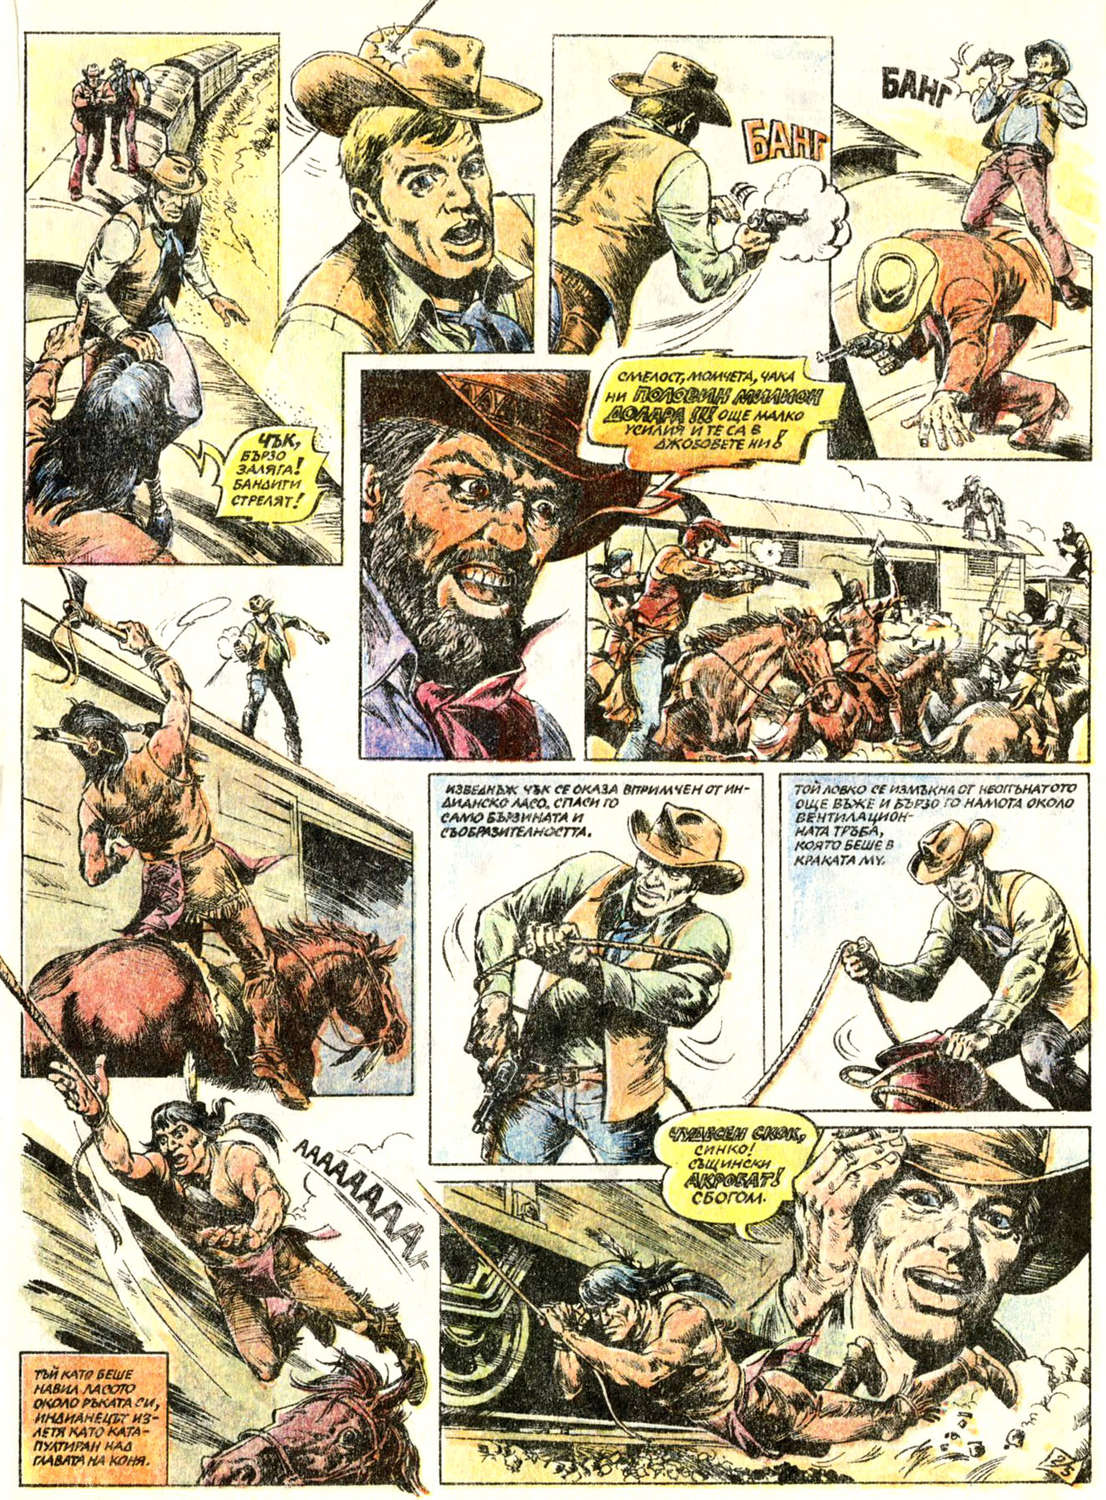 БАНГ
БАНГ
ЧЪК,
БЪРЗО
ЗАЛЯГА!
БАНДИТИ
СТРЕЛЯТ!
СМЕЛОСТ, МОМЧЕТА, ЧАКА
НИ ПОЛОВИН МИЛИОН
ДОЛАРА!!! ОЩЕ МАЛКО
УСИЛИЯ И ТЕ СА В
ДЖОБОВЕТЕ НИ!
ИЗВЕДНЪЖ ЧЪК СЕ ОКАЗА ВПРИМЧЕН ОТ ИН-
ДИАНСКО ЛАСО. СПАСИ ГО
САМО БЪРЗИНАТА И
СЪОБРАЗИТЕЛНОСТТА.
ТОЙ ЛОВКО СЕ ИЗМЪКНА ОТ НЕОПЪНАТОТО
ОЩЕ ВЪЖЕ И БЪРЗО ГО НАМОТА ОКОЛО
ВЕНТИЛАЦИОН-
НАТА ТРЪБА,
КОЯТО БЕШЕ В
КРАКАТА МУ.
АААААААА
ТЪЙ КАТО БЕШЕ
НАВИЛ ЛАСОТО
ОКОЛО РЪКАТА СИ,
ИНДИАНЕЦЪТ ИЗ-
ЛЕТЯ КАТО КАТА-
ПУЛТИРАН НАД
ГЛАВАТА НА КОНЯ.
ЧУДЕСЕН СКОК,
СИНКО!
СЪЩИНСКИ
АКРОБАТ!
СБОГОМ.
2/5